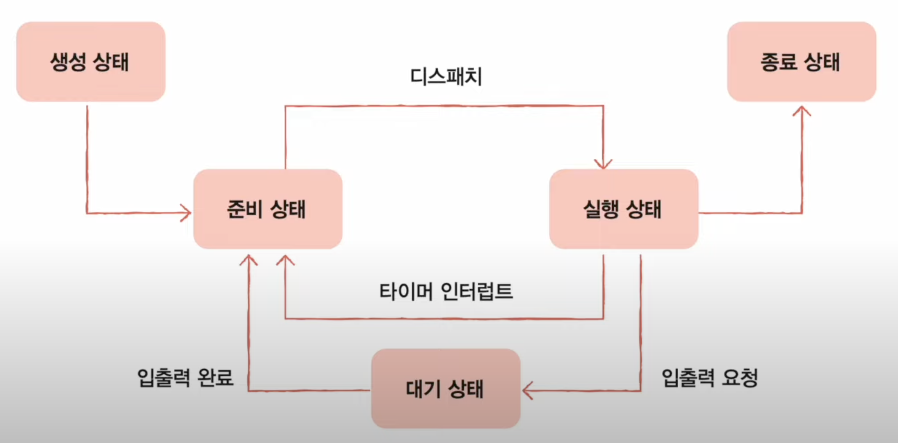 생성 상태
종료 상태
디스패치
준비 상태
실행 상태
타이머 인터럽트
입출력 완료
대기 상태
입출력 요청